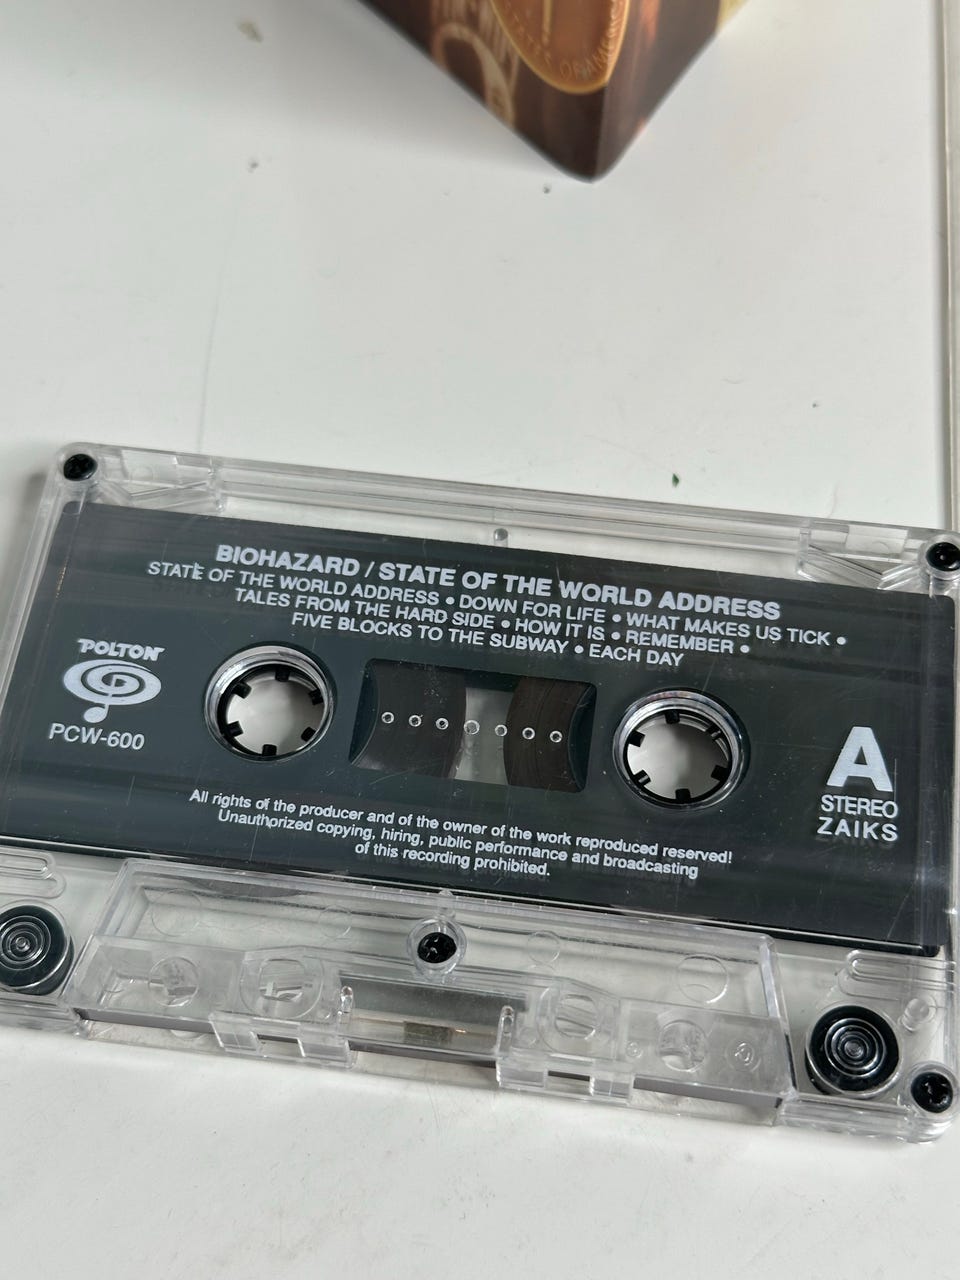 STATES OF AMERIC
BIOHAZARD / STATE OF THE WORLD ADDRESS
STATE OF THE WORLD ADDRESS • DOWN FOR LIFE • WHAT MAKES US TICK •
TALES FROM THE HARD SIDE • HOW IT IS • REMEMBER •
FIVE BLOCKS TO THE SUBWAY • EACH DAY
POLTON
PCW-600
A
STEREO
ZAIKS
All rights of the producer and of the owner of the work reproduced reserved!
Unauthorized copying, hiring, public performance and broadcasting
of this recording prohibited.